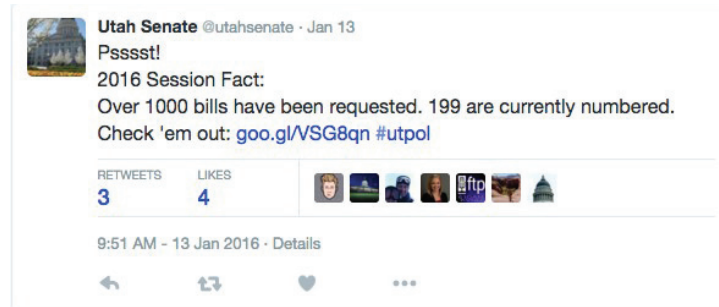 Utah Senate @utahsenate · Jan 13
Psssst!
2016 Session Fact:
Over 1000 bills have been requested. 199 are currently numbered.
Check 'em out: goo.gl/VSG8qn #utpol
RETWEETS LIKES
3 4
ftp
9:51 AM - 13 Jan 2016 · Details